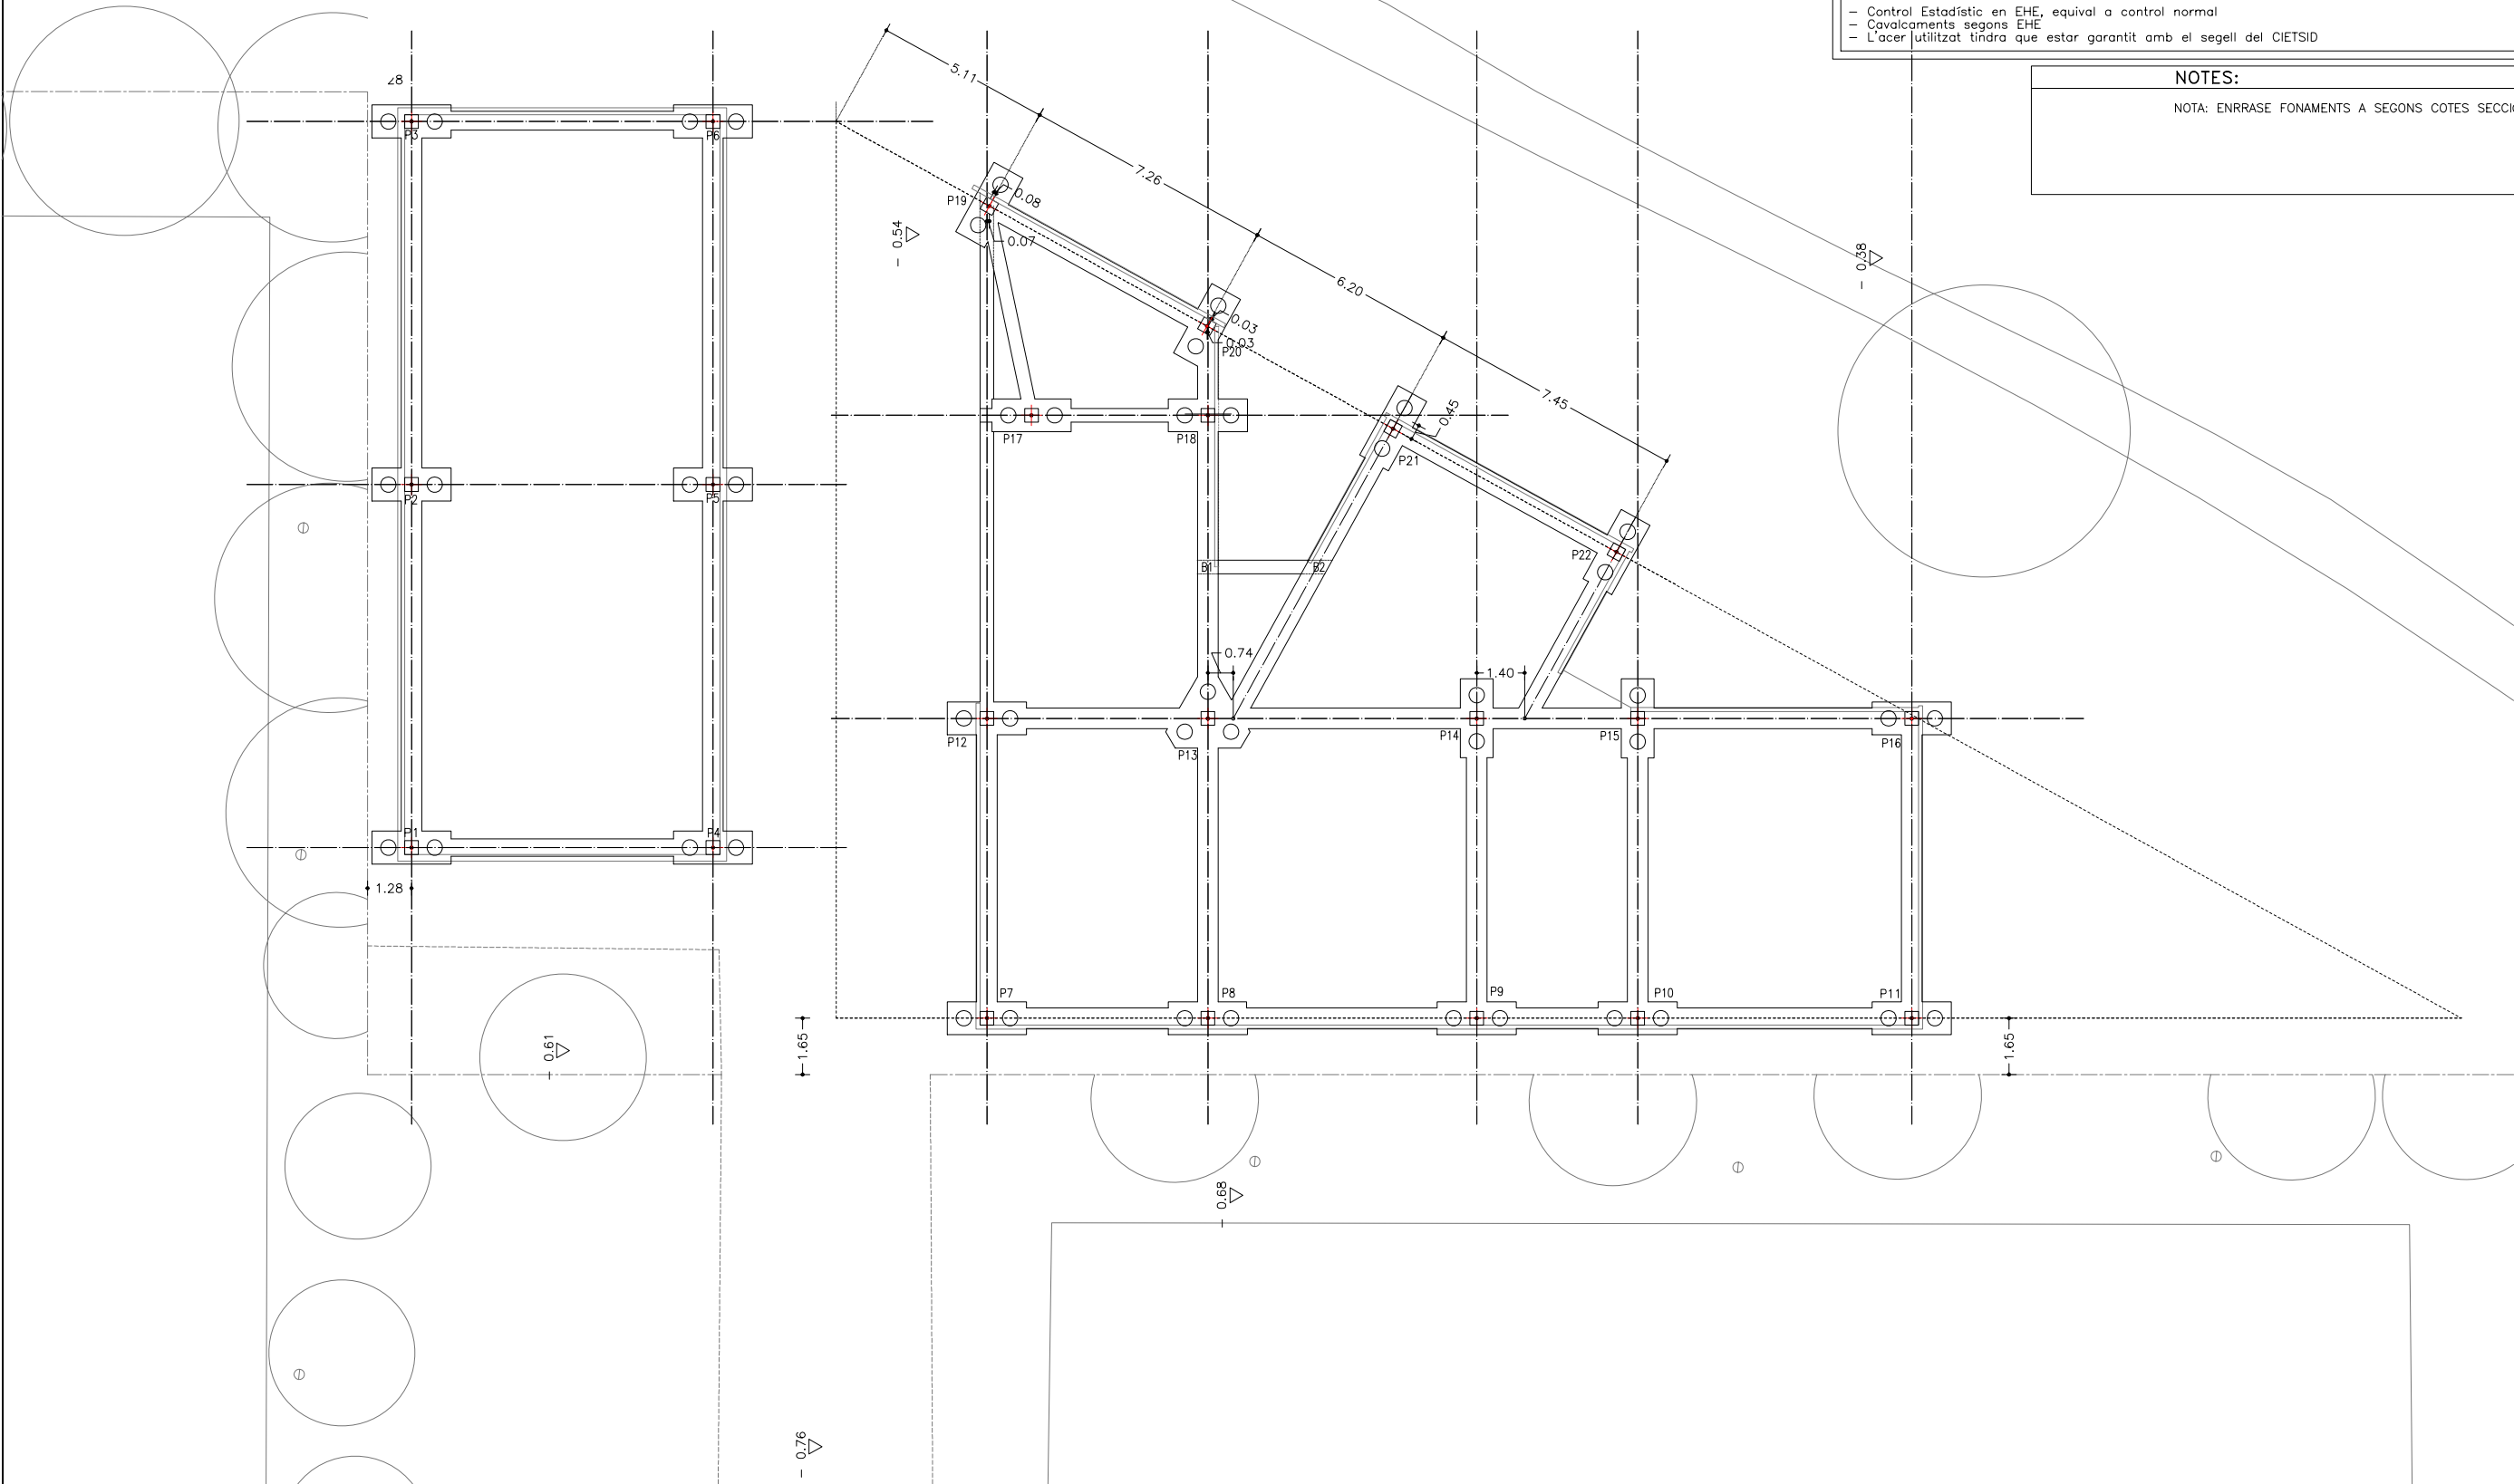 - Control Estadístic en EHE, equival a control normal
- Cavalcaments segons EHE
- L'acer utilitzat tindra que estar garantit amb el segell del CIETSID
NOTES:
NOTA: ENRRASE FONAMENTS A SEGONS COTES SECCIO
28
5.11
7.26
6.20
7.45
P3
P6
P19
0.08
0.07
- 0.54
- 0.38
0.03
0.03
P20
0.45
P17
P18
P21
P2
P5
P22
B1
B2
0.74
1.40
P12
P13
P14
P15
P16
P1
P4
1.28
P7
P8
P9
P10
P11
- 0.61
1.65
1.65
- 0.68
- 0.76